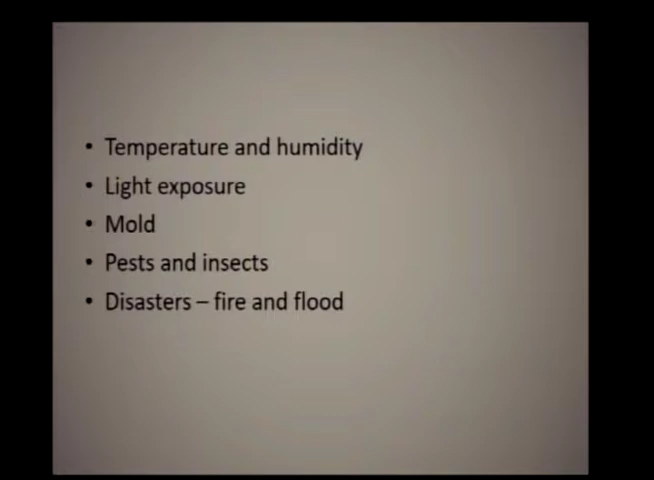 • Temperature and humidity
• Light exposure
• Mold
• Pests and insects
• Disasters – fire and flood